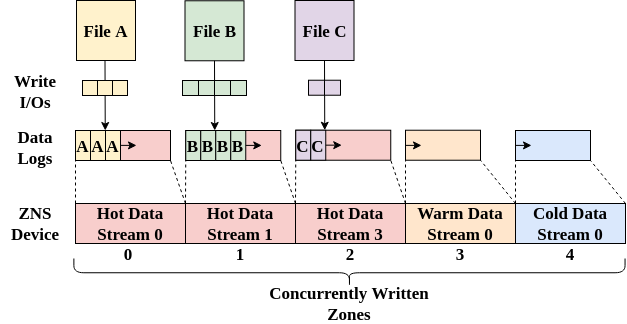 File A
File B
File C
Write
I/Os
Data
Logs
A A A
B B B B
C C
ZNS
Device
Hot Data
Stream 0
Hot Data
Stream 1
Hot Data
Stream 3
Warm Data
Stream 0
Cold Data
Stream 0
0
1
2
3
4
Concurrently Written
Zones